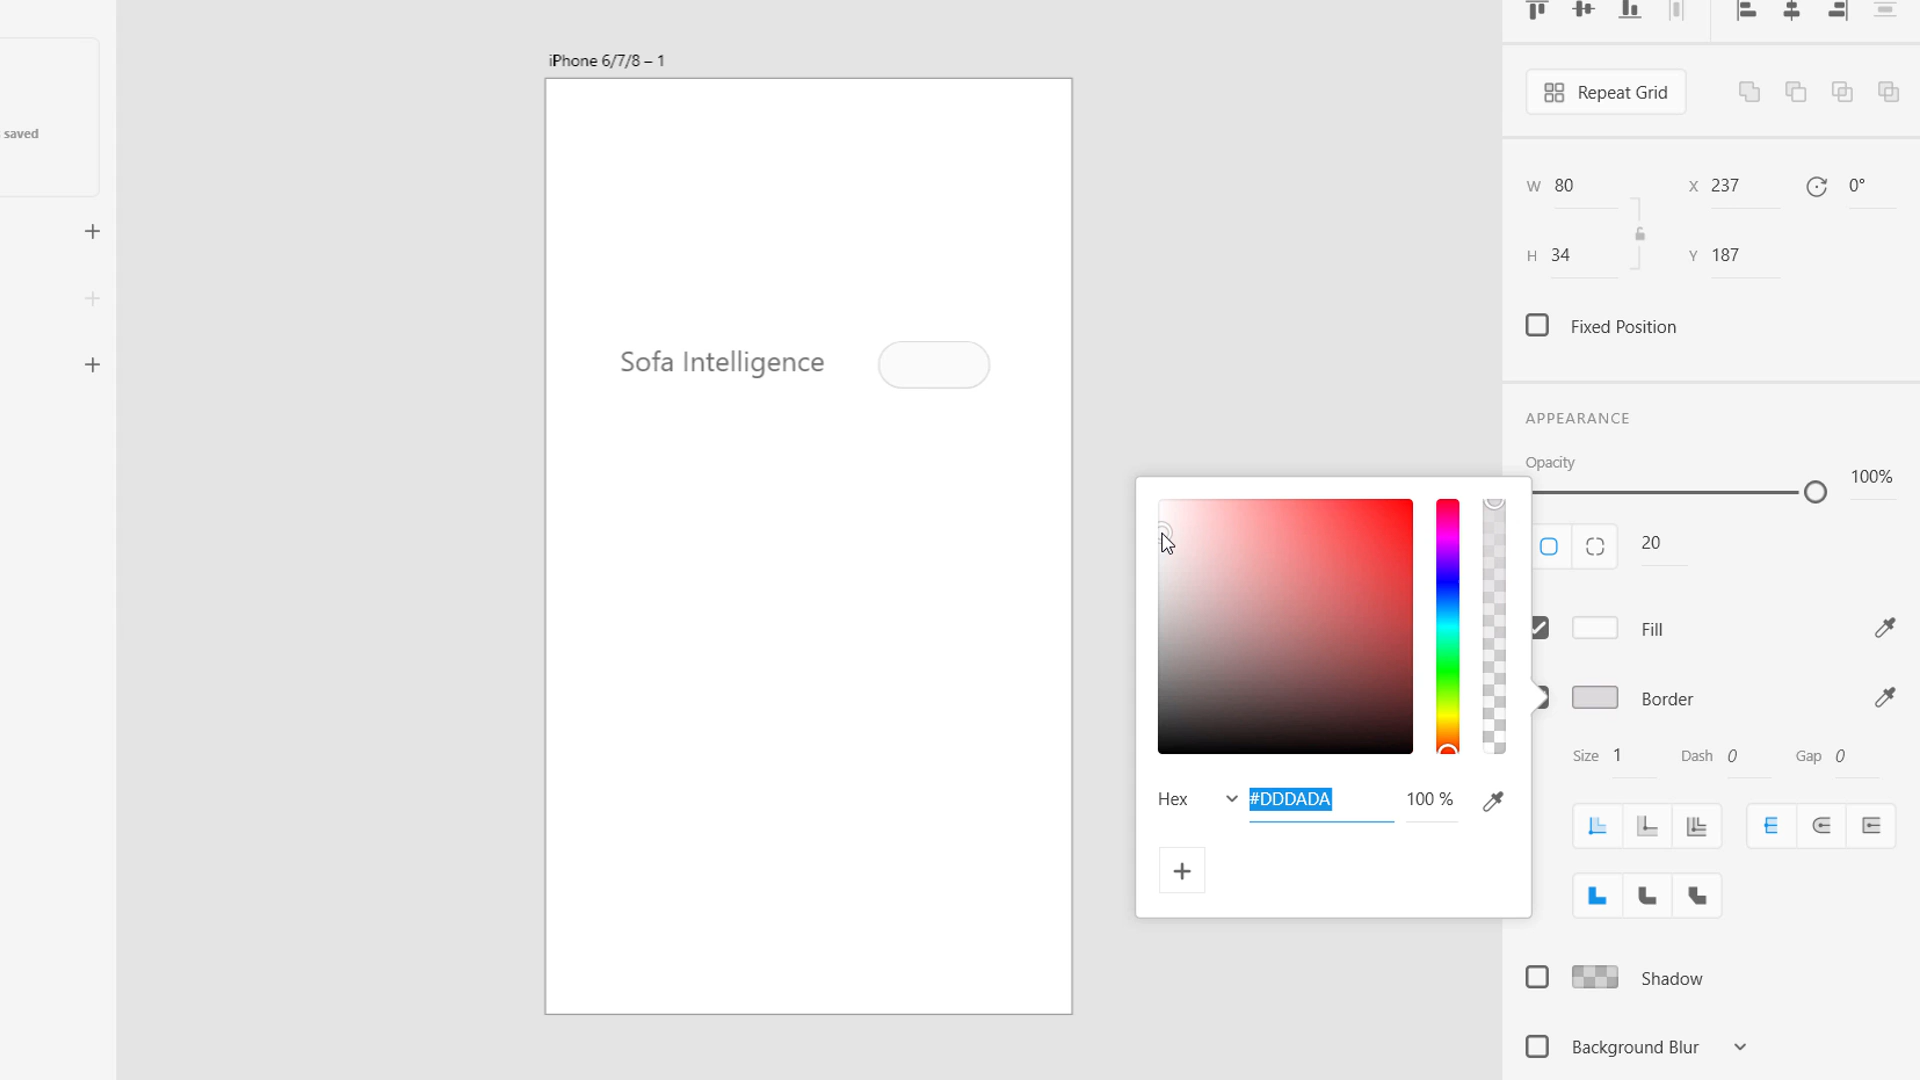 iPhone 6/7/8 – 1
saved
Sofa Intelligence
Repeat Grid
W 80 X 237 0°
H 34 Y 187
Fixed Position
APPEARANCE
Opacity
100%
20
Fill
Border
Size 1 Dash 0 Gap 0
Hex #DDDADA 100 %
Shadow
Background Blur